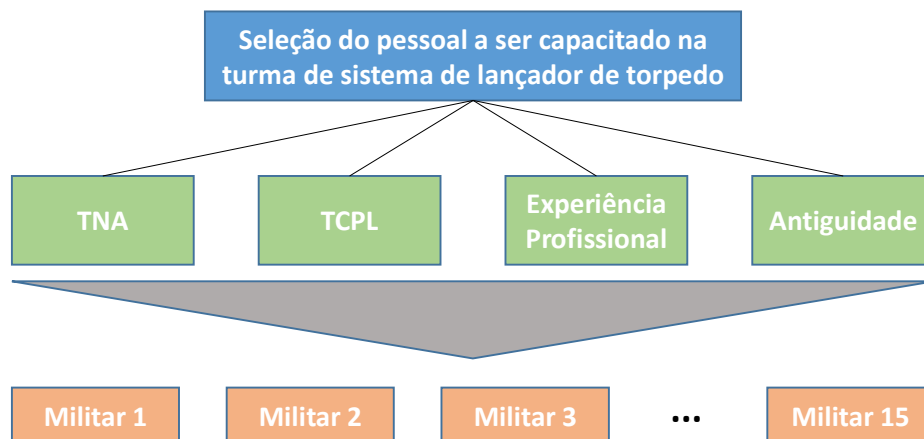 Seleção do pessoal a ser capacitado na
turma de sistema de lançador de torpedo
TNA
TCPL
Experiência
Profissional
Antiguidade
Militar 1
Militar 2
Militar 3
...
Militar 15